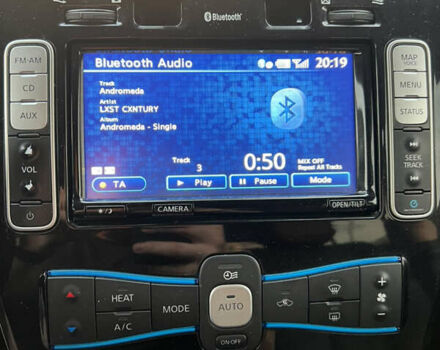 Bluetooth
FM·AM
CD
AUX
VOL
Bluetooth Audio
20:19
Track
Andromeda
Artist
LXST CXNTURY
Album
Andromeda - Single
Track
3
0:50
MIX OFF
Repeat All Tracks
TA
Play
Pause
Mode
CAMERA
OPEN/TILT
MAP
VOICE
MENU
STATUS
SEEK
TRACK
HEAT
A/C
MODE
AUTO
ON·OFF
+
-